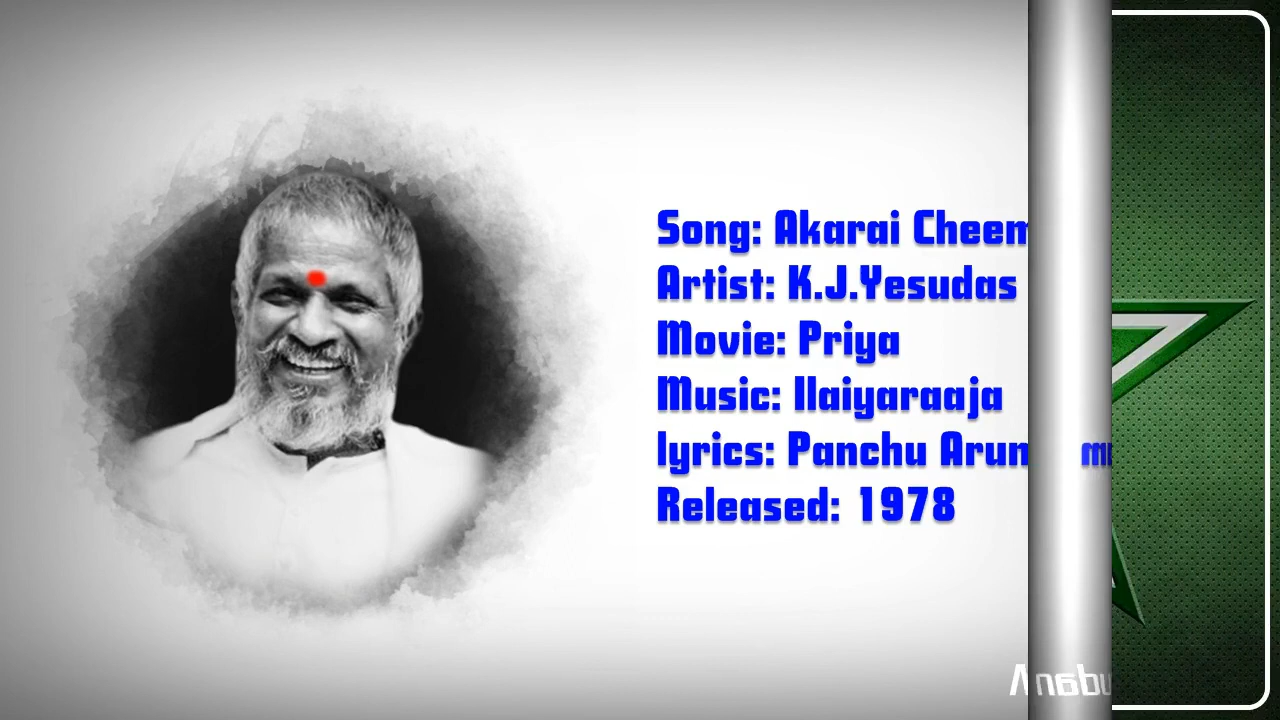 Song: Akarai Cheem
Artist: K.J.Yesudas
Movie: Priya
Music: Ilaiyaraaja
lyrics: Panchu Arun
Released: 1978